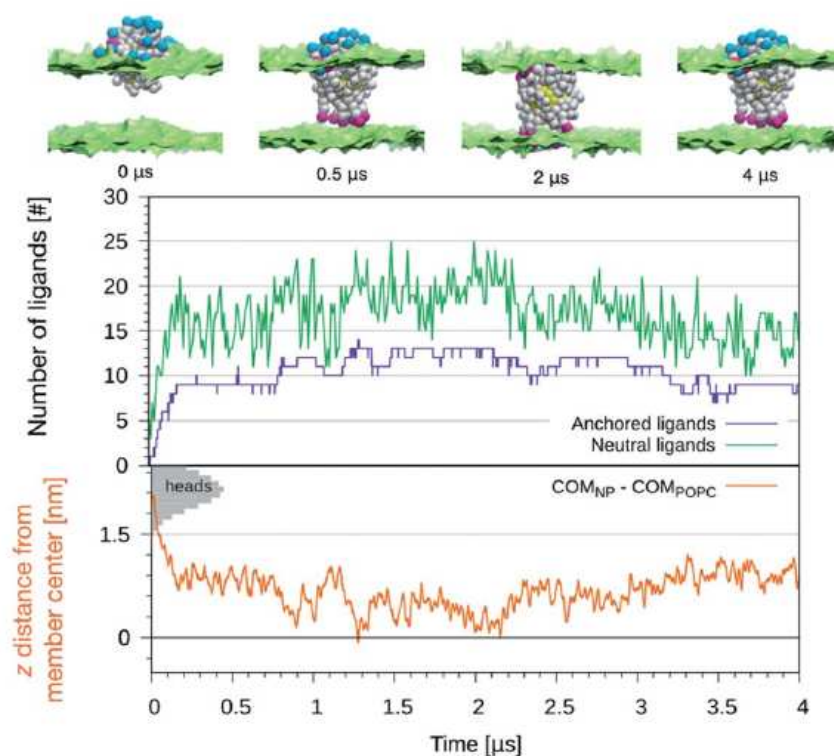 0 μs
0.5 μs
2 μs
4 μs
Number of ligands [#]
30
25
20
15
10
5
0
Anchored ligands
Neutral ligands
z distance from
member center [nm]
heads
COM_NP - COM_POPC
1.5
0
0 0.5 1 1.5 2 2.5 3 3.5 4
Time [μs]